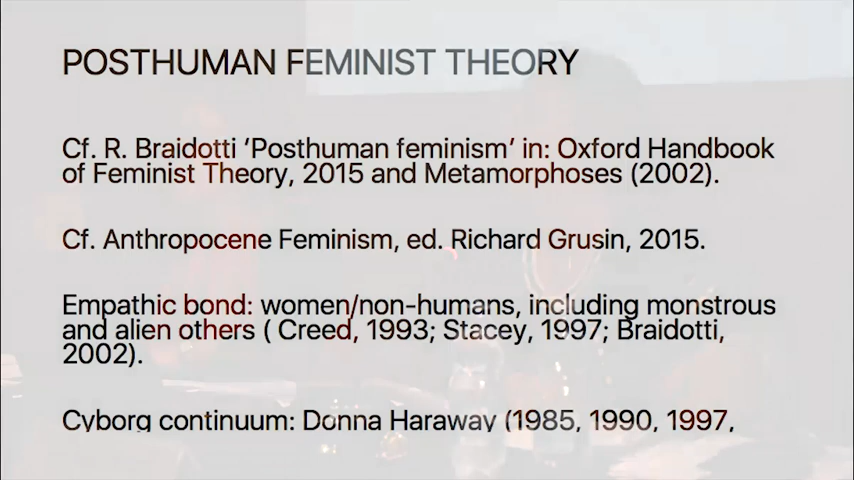 POSTHUMAN FEMINIST THEORY
Cf. R. Braidotti ‘Posthuman feminism’ in: Oxford Handbook
of Feminist Theory, 2015 and Metamorphoses (2002).
Cf. Anthropocene Feminism, ed. Richard Grusin, 2015.
Empathic bond: women/non-humans, including monstrous
and alien others ( Creed, 1993; Stacey, 1997; Braidotti,
2002).
Cyborg continuum: Donna Haraway (1985, 1990, 1997,